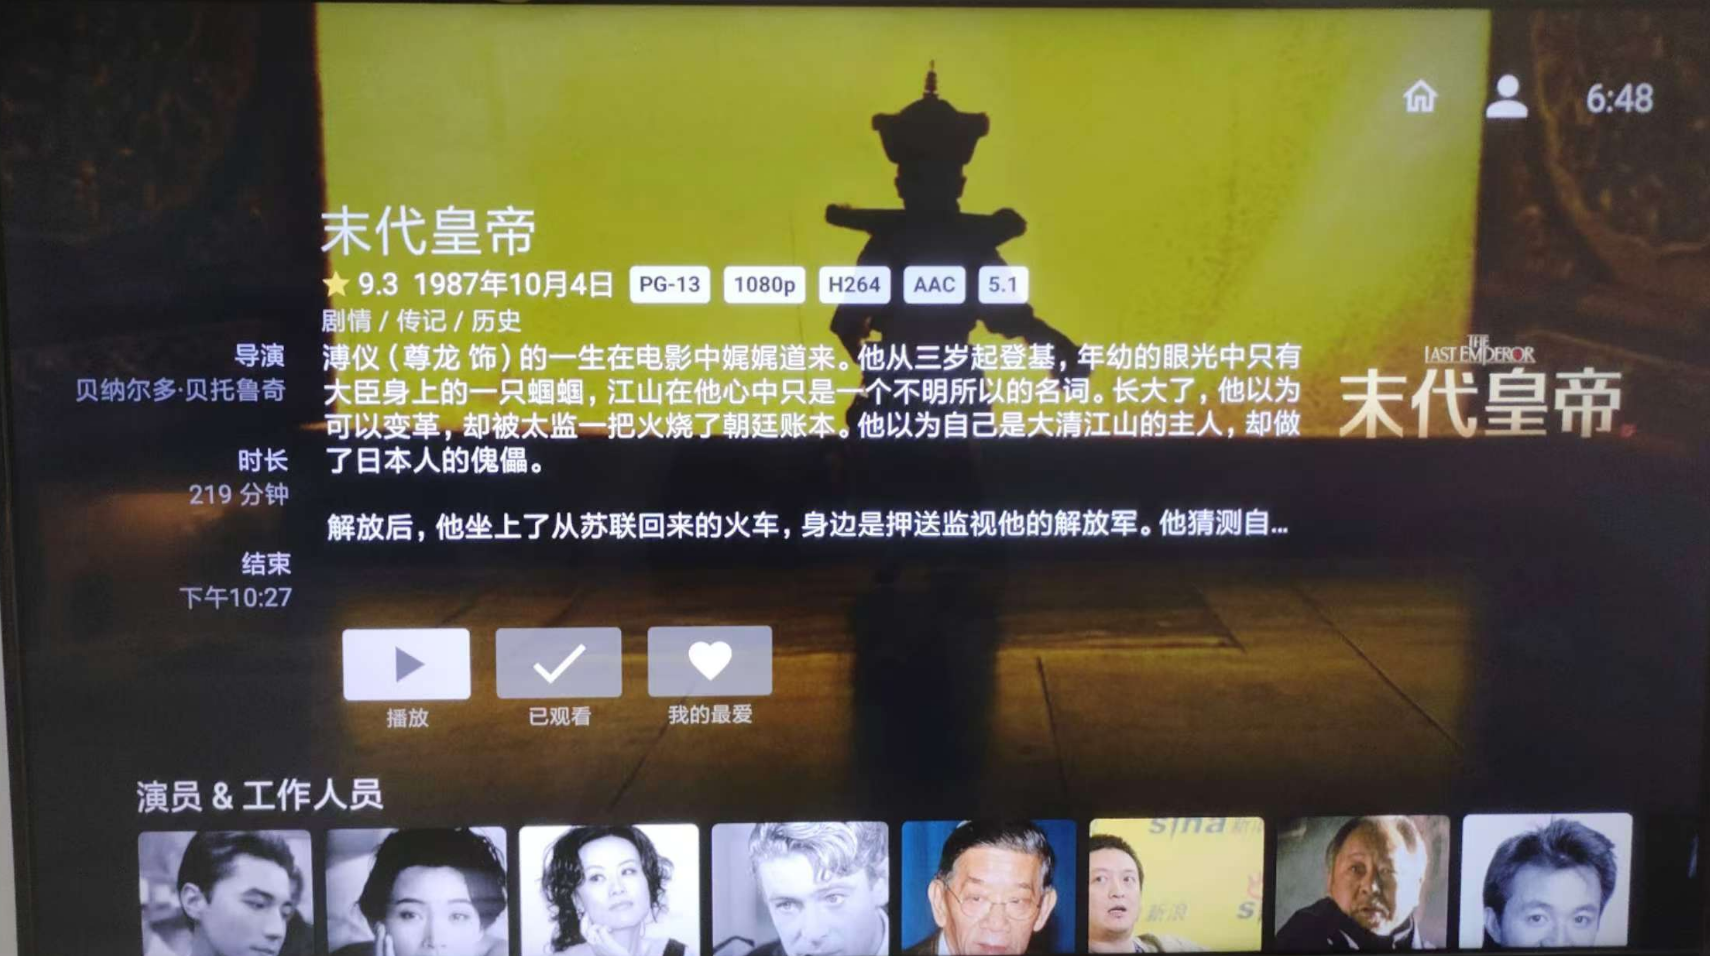 6:48
末代皇帝
9.3 1987年10月4日 PG-13 1080p H264 AAC 5.1
剧情 / 传记 / 历史
导演
贝纳尔多·贝托鲁奇
时长
219 分钟
结束
下午10:27
溥仪（尊龙 饰）的一生在电影中娓娓道来。他从三岁起登基，年幼的眼光中只有
大臣身上的一只蝈蝈，江山在他心中只是一个不明所以的名词。长大了，他以为
可以变革，却被太监一把火烧了朝廷账本。他以为自己是大清江山的主人，却做
了日本人的傀儡。
解放后，他坐上了从苏联回来的火车，身边是押送监视他的解放军。他猜测自...
THE
LAST EMPEROR
末代皇帝
播放
已观看
我的最爱
演员 & 工作人员
sina新浪
新浪